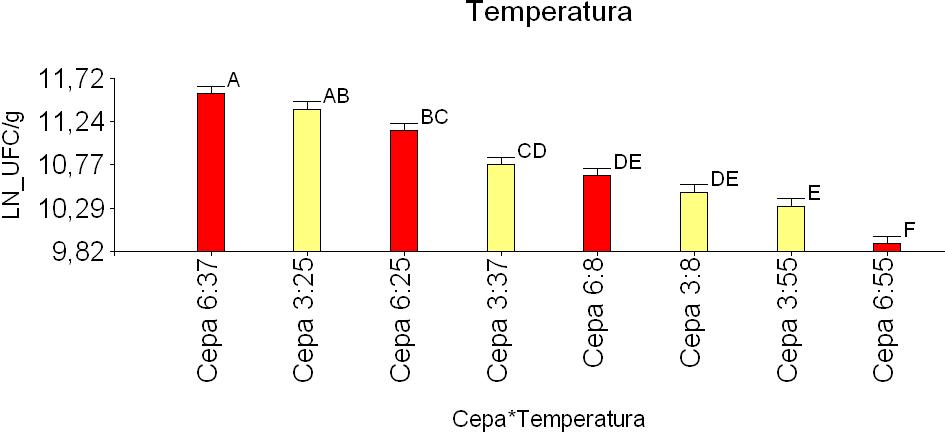 Temperatura
LN_UFC/g
11,72
11,24
10,77
10,29
9,82
A
AB
BC
CD
DE
DE
E
F
Cepa 6:37
Cepa 3:25
Cepa 6:25
Cepa 3:37
Cepa 6:8
Cepa 3:8
Cepa 3:55
Cepa 6:55
Cepa*Temperatura